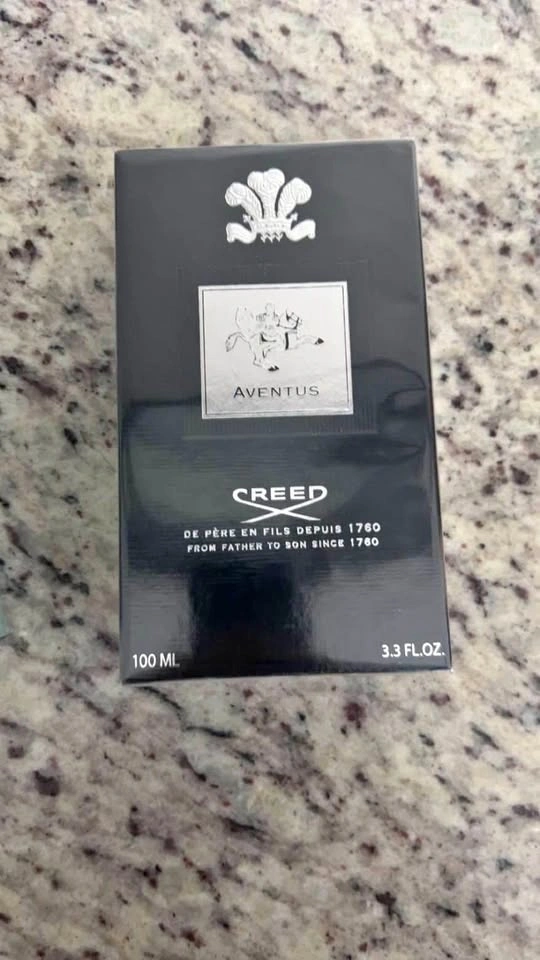 AVENTUS
CREED
DE PÈRE EN FILS DEPUIS 1760
FROM FATHER TO SON SINCE 1760
100 ML
3.3 FL.OZ.